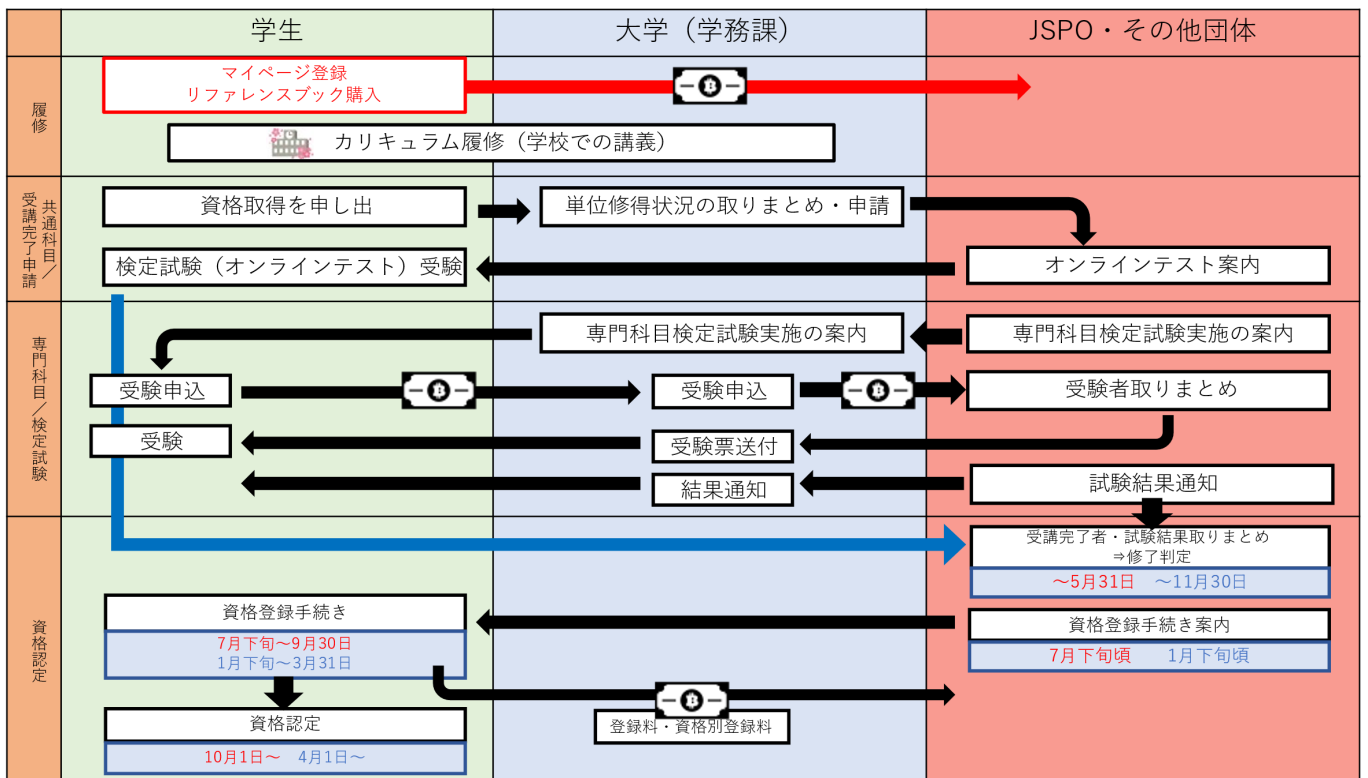 学生
大学（学務課）
JSPO・その他団体
履修
マイページ登録
リファレンスブック購入
カリキュラム履修（学校での講義）
共通科目／
受講完了申請
資格取得を申し出
単位修得状況の取りまとめ・申請
検定試験（オンラインテスト）受験
オンラインテスト案内
専門科目／検定試験
専門科目検定試験実施の案内
専門科目検定試験実施の案内
受験申込
受験申込
受験者取りまとめ
受験
受験票送付
結果通知
試験結果通知
資格認定
受講完了者・試験結果取りまとめ
⇒修了判定
～5月31日 ～11月30日
資格登録手続き
7月下旬～9月30日
1月下旬～3月31日
資格登録手続き案内
7月下旬頃 1月下旬頃
登録料・資格別登録料
資格認定
10月1日～ 4月1日～